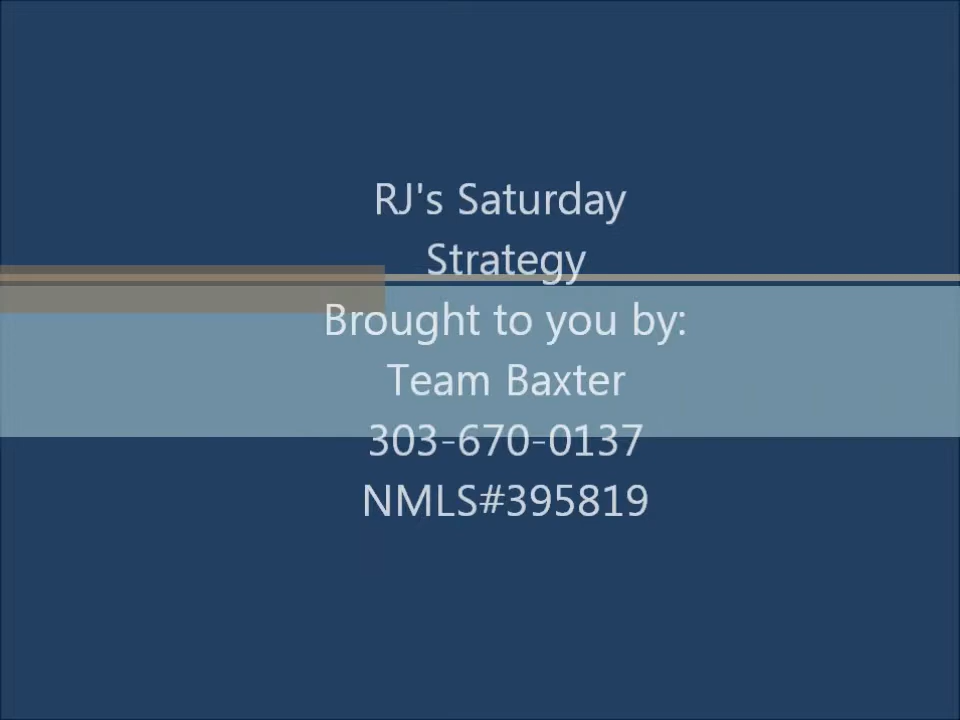 RJ's Saturday
Strategy
Brought to you by:
Team Baxter
303-670-0137
NMLS#395819